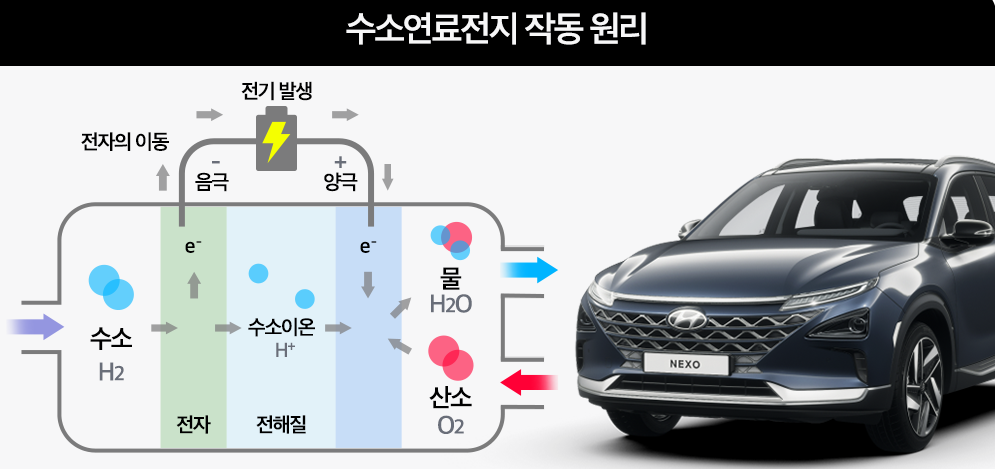 수소연료전지 작동 원리
전기 발생
전자의 이동
-
음극
+
양극
e-
e-
수소
H2
수소이온
H+
물
H2O
산소
O2
전자
전해질
NEXO